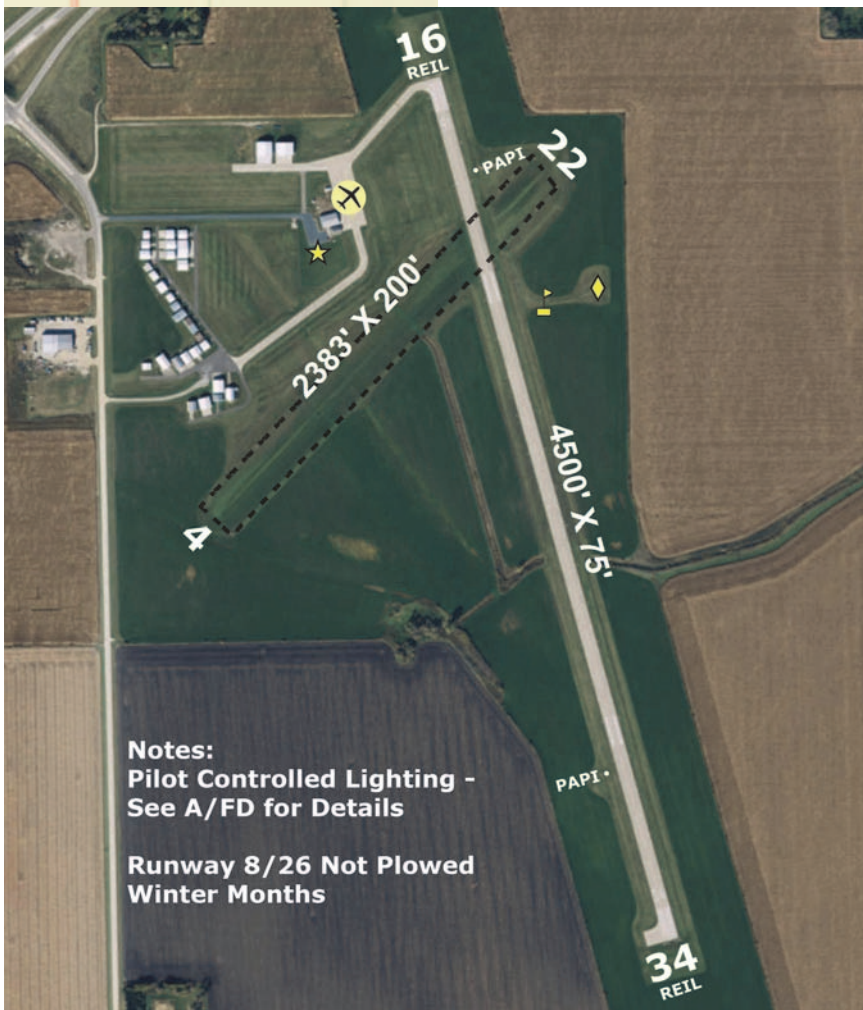 16
REIL
PAPI
22
2383' X 200'
4500' X 75'
4
Notes:
Pilot Controlled Lighting -
See A/FD for Details
Runway 8/26 Not Plowed
Winter Months
PAPI
34
REIL